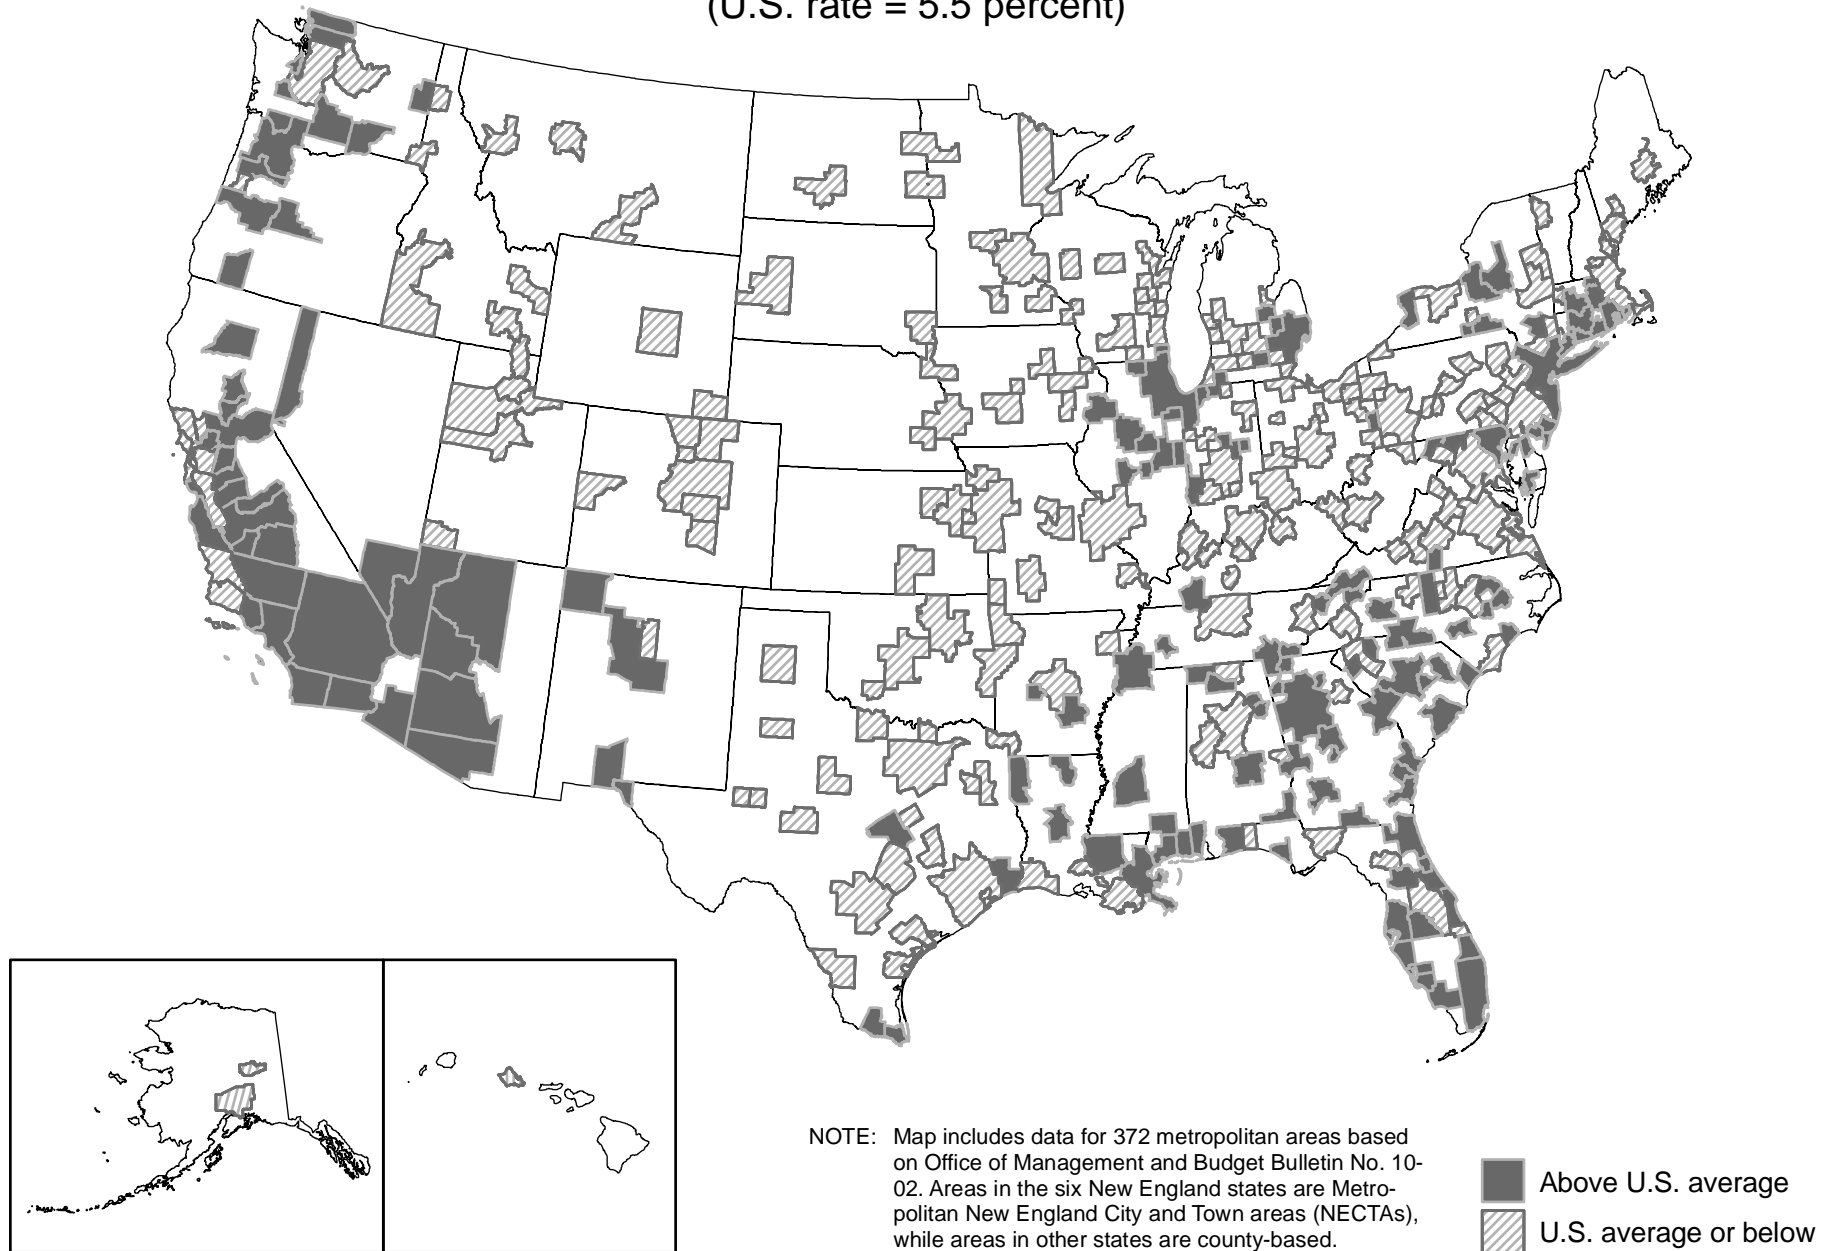 (U.S. rate = 5.5 percent)
NOTE: Map includes data for 372 metropolitan areas based
on Office of Management and Budget Bulletin No. 10-
02. Areas in the six New England states are Metro-
politan New England City and Town areas (NECTAs),
while areas in other states are county-based.
Above U.S. average
U.S. average or below